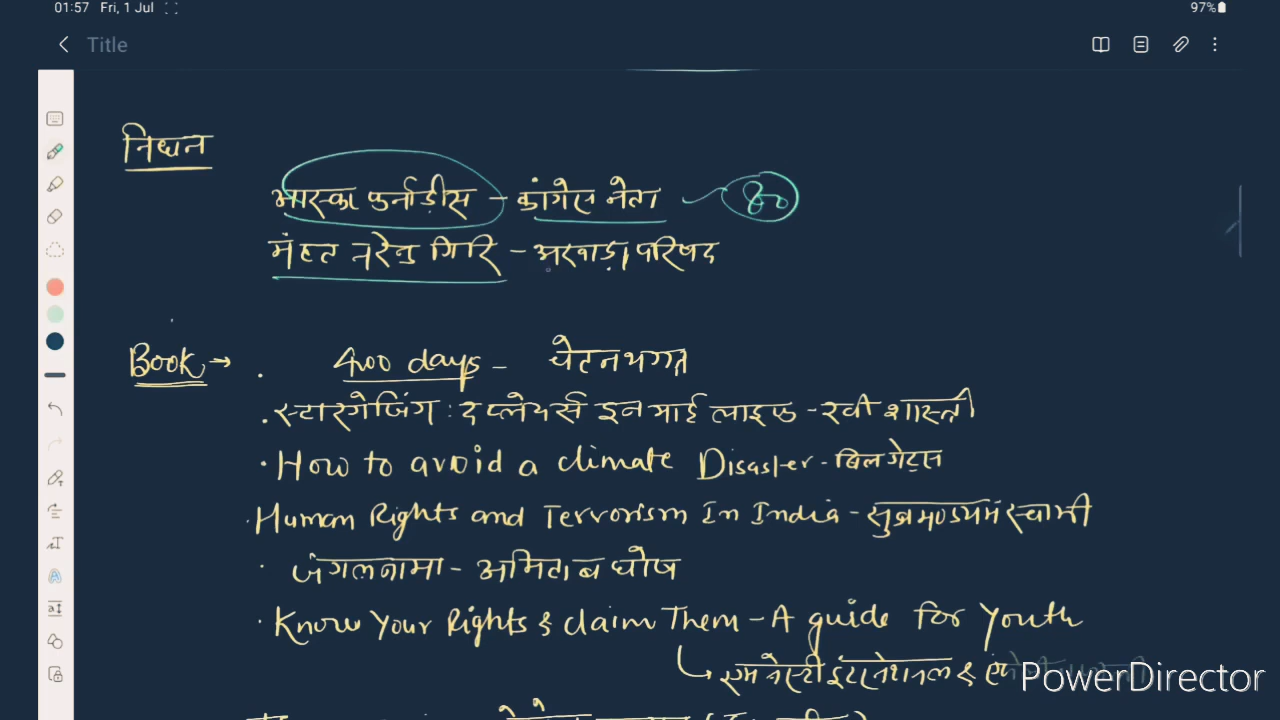 01:57 Fri, 1 Jul 97%
Title
निधन
आस्का फर्नाडीस - कांग्रेस नेता 80
मंहत नरेन्द्र गिरि - अखाड़ा परिषद
Book → . 400 days - चेतन भगत
. स्टारगेजिंग : द प्लेयर्स इन माई लाइफ - रवी शास्त्री
. How to avoid a climate Disaster - बिल गेट्स
. Human Rights and Terrorism In India - सुब्रमण्यम स्वामी
. जंगलनामा - अमिताब घोष
. Know Your Rights & claim Them - A guide for Youth
एमनेस्टी इंटरनेशनल &
PowerDirector